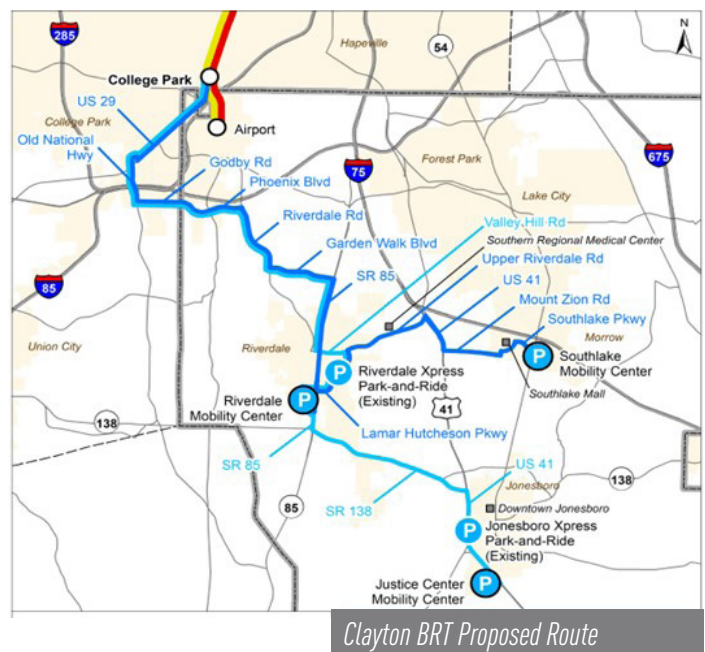 N
285
54
Hapeville
College Park
US 29
College Park
Airport
Old National
Hwy
75
675
Godby Rd
Forest Park
Phoenix Blvd
Lake City
Riverdale Rd
Valley Hill Rd
Southern Regional Medical Center
Garden Walk Blvd
Upper Riverdale Rd
SR 85
US 41
85
Mount Zion Rd
Southlake Pkwy
Union City
Riverdale
Morrow
Southlake
Mobility Center
P
P
Riverdale Xpress
Park-and-Ride
(Existing)
Southlake Mall
Riverdale
Mobility Center
P
41
138
Lamar Hutcheson Pkwy
SR 85
US 41
138
Jonesboro
85
SR 138
Downtown Jonesboro
P
Jonesboro Xpress
Park-and-Ride
(Existing)
Justice Center
Mobility Center
P
Clayton BRT Proposed Route